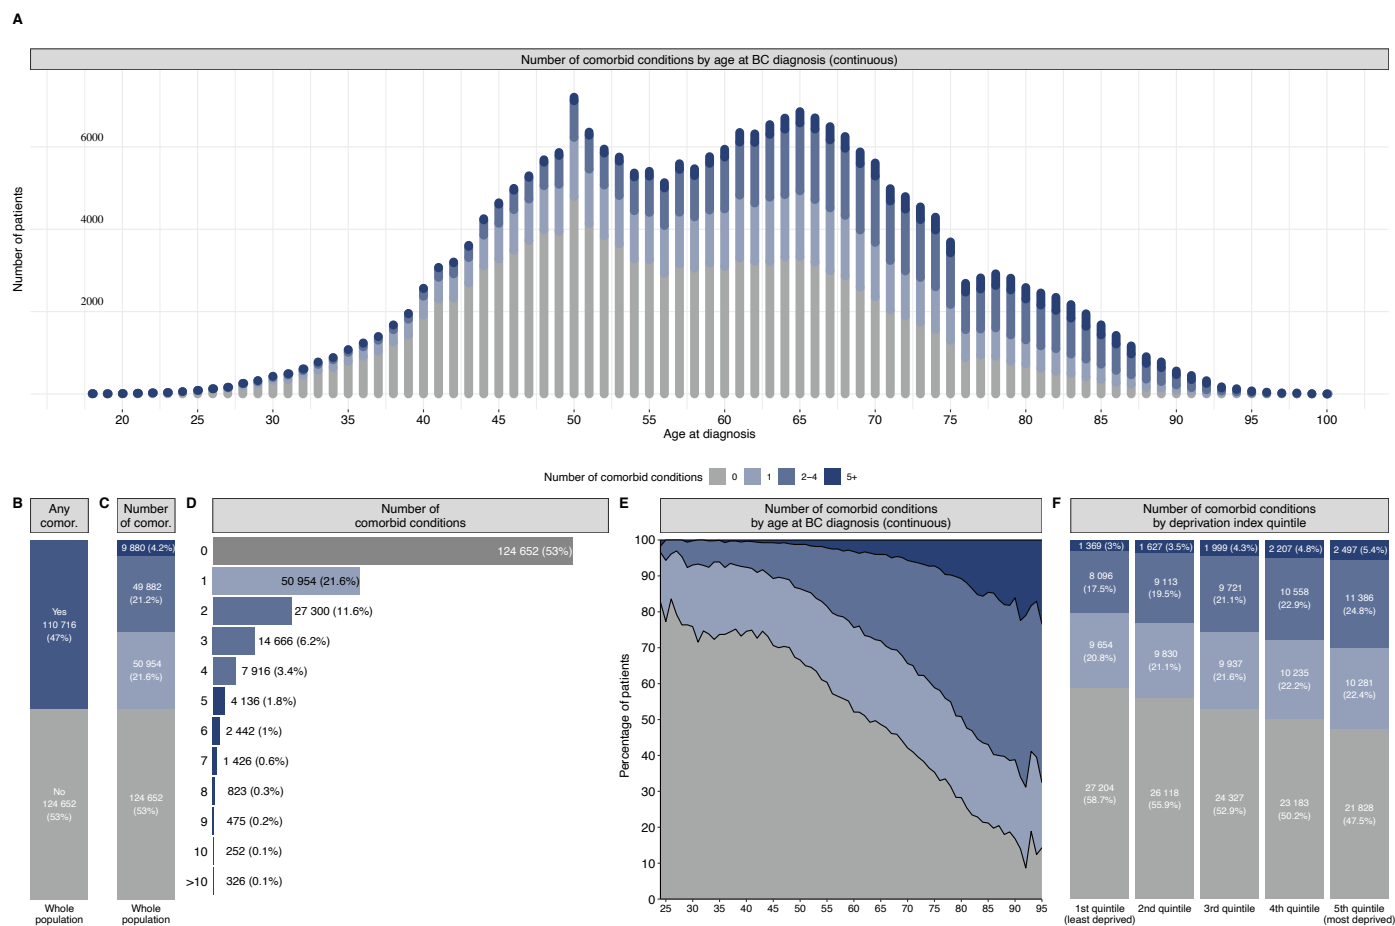 A
Number of comorbid conditions by age at BC diagnosis (continuous)
Number of patients
6000
4000
2000
20 25 30 35 40 45 50 55 60 65 70 75 80 85 90 95 100
Age at diagnosis
Number of comorbid conditions 0 1 2–4 5+
B
Any
comor.
Yes
110 716
(47%)
No
124 652
(53%)
Whole
population
C
Number
of comor.
9 880 (4.2%)
49 882
(21.2%)
50 954
(21.6%)
124 652
(53%)
Whole
population
D
Number of
comorbid conditions
0 124 652 (53%)
1 50 954 (21.6%)
2 27 300 (11.6%)
3 14 666 (6.2%)
4 7 916 (3.4%)
5 4 136 (1.8%)
6 2 442 (1%)
7 1 426 (0.6%)
8 823 (0.3%)
9 475 (0.2%)
10 252 (0.1%)
>10 326 (0.1%)
E
Number of comorbid conditions
by age at BC diagnosis (continuous)
Percentage of patients
100
90
80
70
60
50
40
30
20
10
0
25 30 35 40 45 50 55 60 65 70 75 80 85 90 95
F
Number of comorbid conditions
by deprivation index quintile
1 369 (3%)
8 096
(17.5%)
9 654
(20.8%)
27 204
(58.7%)
1st quintile
(least deprived)
1 627 (3.5%)
9 113
(19.5%)
9 830
(21.1%)
26 118
(55.9%)
2nd quintile
1 999 (4.3%)
9 721
(21.1%)
9 937
(21.6%)
24 327
(52.9%)
3rd quintile
2 207 (4.8%)
10 558
(22.9%)
10 235
(22.2%)
23 183
(50.2%)
4th quintile
2 497 (5.4%)
11 386
(24.8%)
10 281
(22.4%)
21 828
(47.5%)
5th quintile
(most deprived)